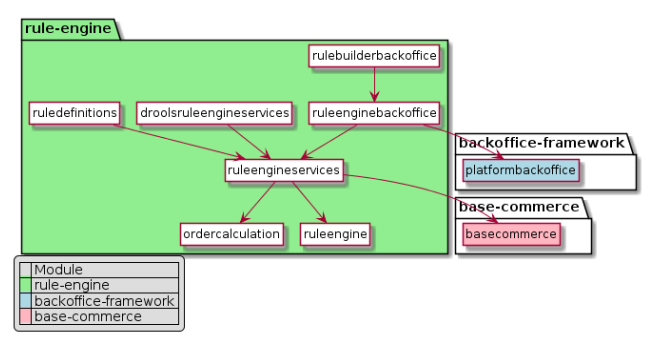 rule-engine
rulebuilderbackoffice
ruledefinitions
droolsruleengineservices
ruleenginebackoffice
backoffice-framework
platformbackoffice
ruleengineservices
base-commerce
ordercalculation
ruleengine
basecommerce
Module
rule-engine
backoffice-framework
base-commerce